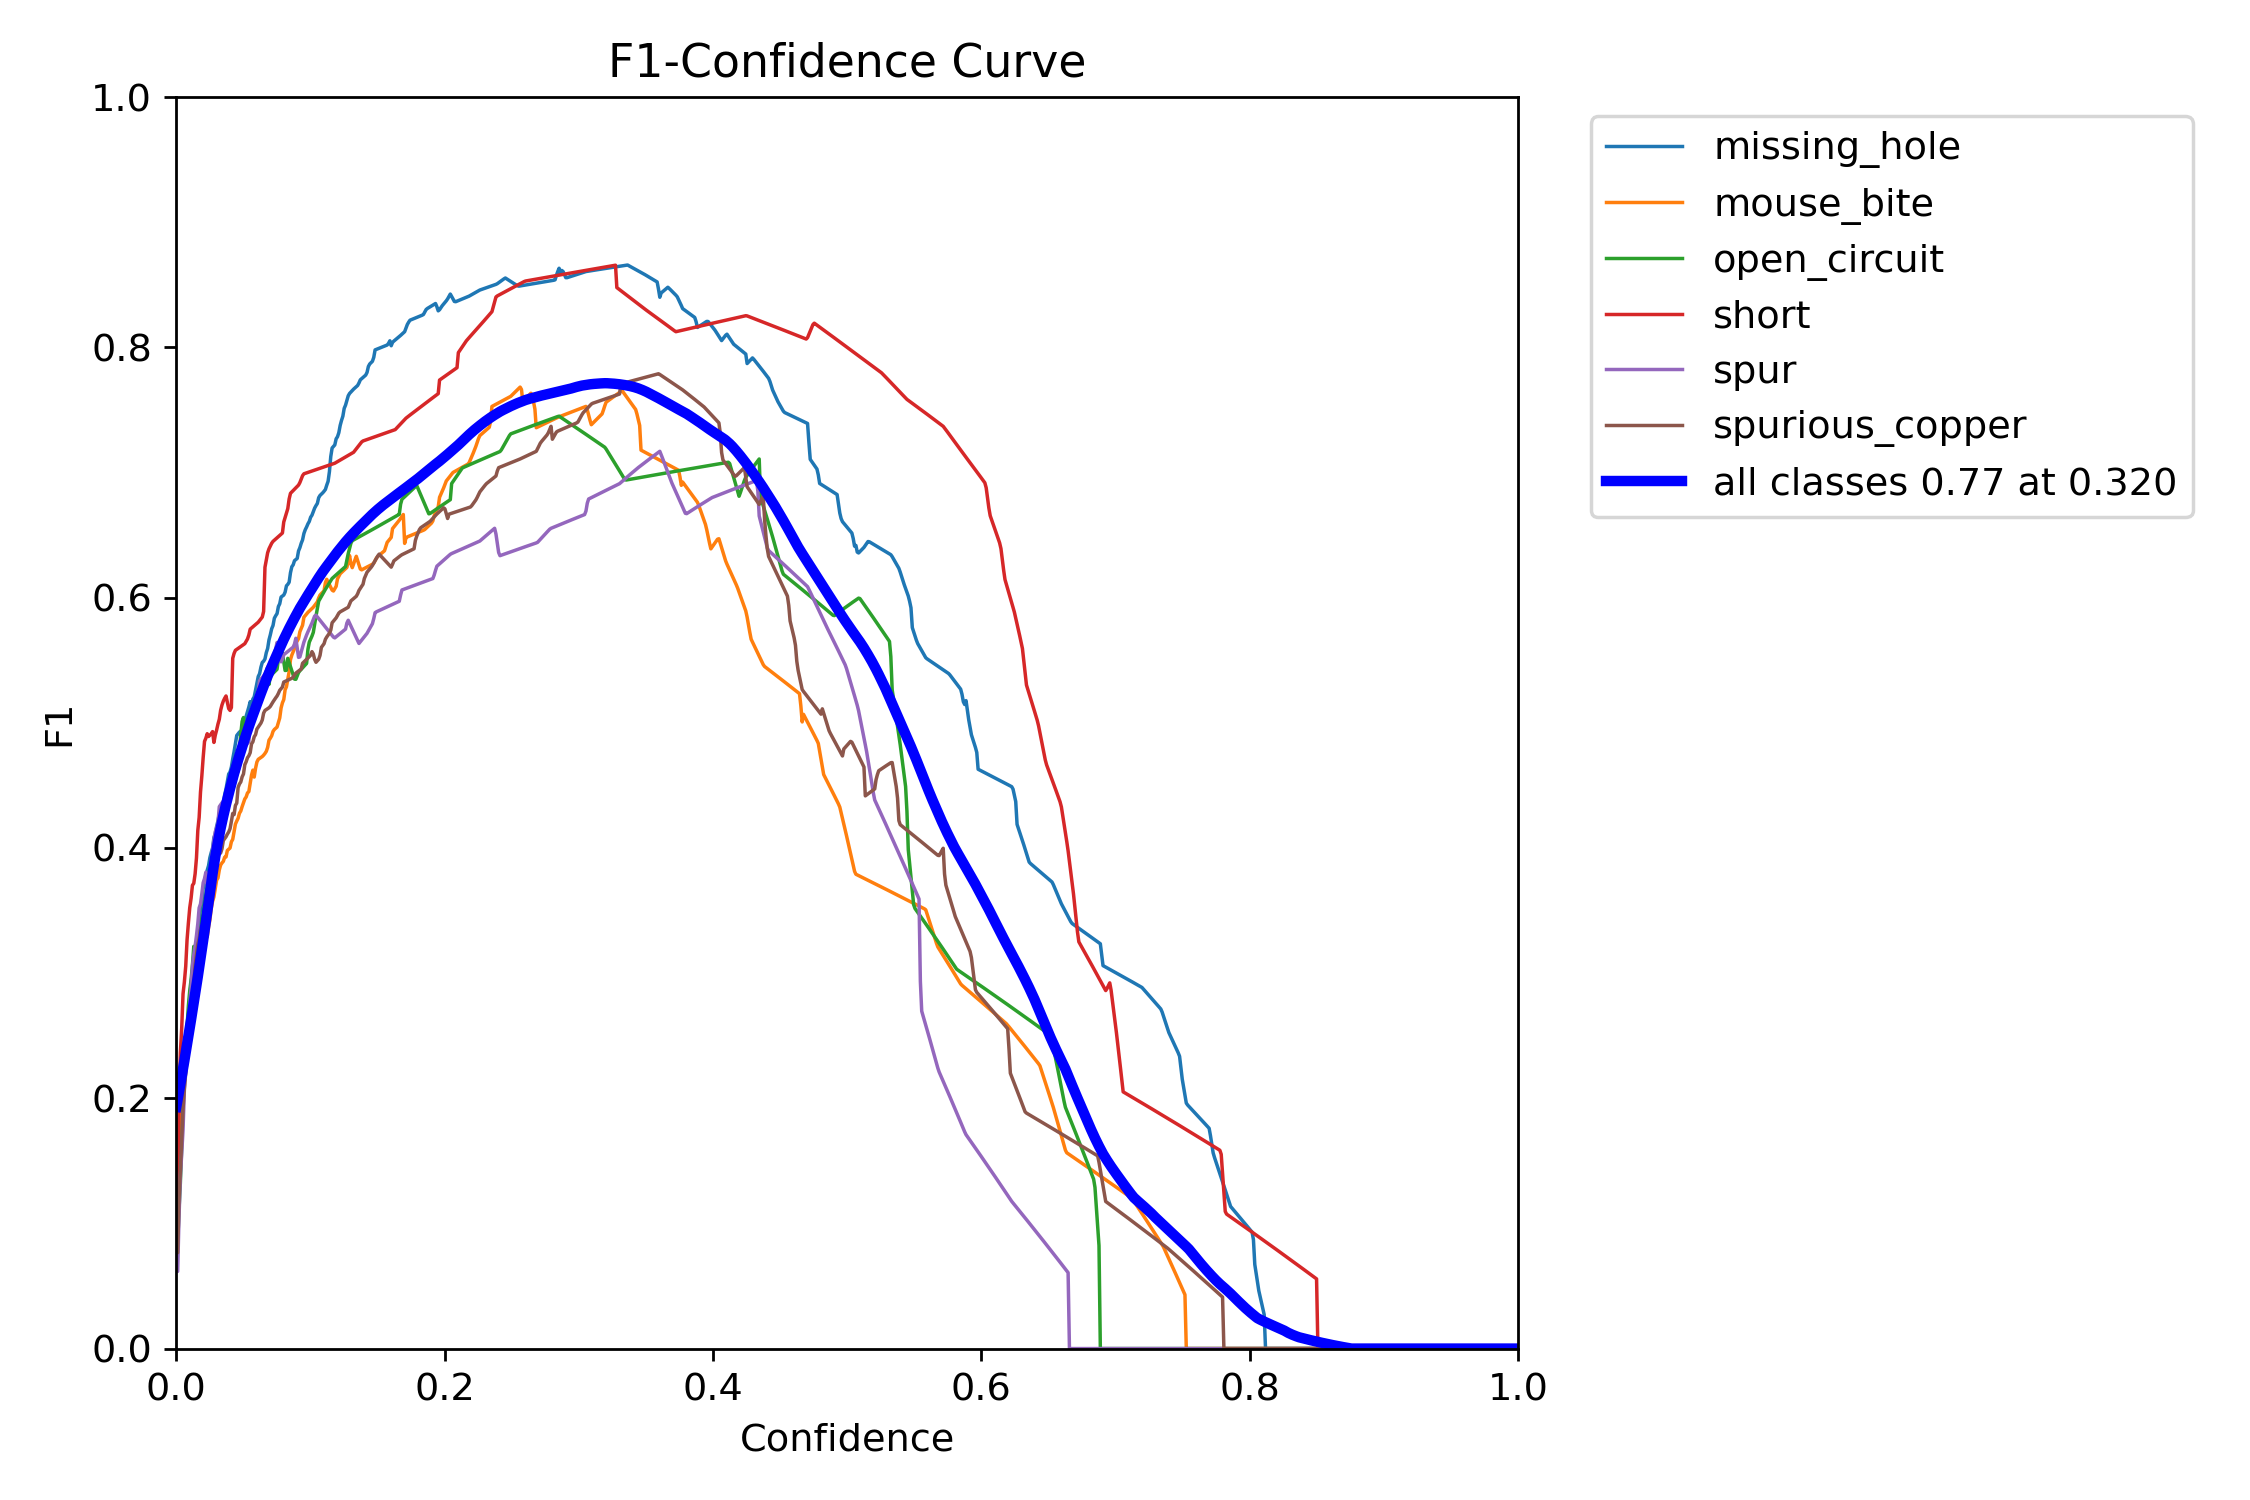 F1-Confidence Curve
1.0
0.8
0.6
0.4
0.2
0.0
F1
0.0 0.2 0.4 0.6 0.8 1.0
Confidence
missing_hole
mouse_bite
open_circuit
short
spur
spurious_copper
all classes 0.77 at 0.320